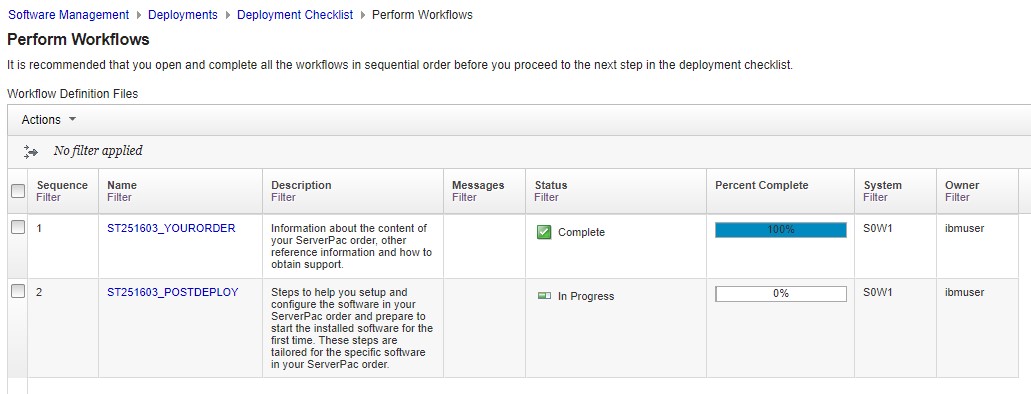 Software Management Deployments Deployment Checklist Perform Workflows
Perform Workflows
It is recommended that you open and complete all the workflows in sequential order before you proceed to the next step in the deployment checklist.
Workflow Definition Files
Actions
No filter applied
Sequence Name Description Messages Status Percent Complete System Owner
Filter Filter Filter Filter Filter Filter Filter
1 ST251603_YOURORDER Information about the content of Complete 100% S0W1 ibmuser
your ServerPac order, other
reference information and how to
obtain support.
2 ST251603_POSTDEPLOY Steps to help you setup and In Progress 0% S0W1 ibmuser
configure the software in your
ServerPac order and prepare to
start the installed software for the
first time. These steps are
tailored for the specific software
in your ServerPac order.